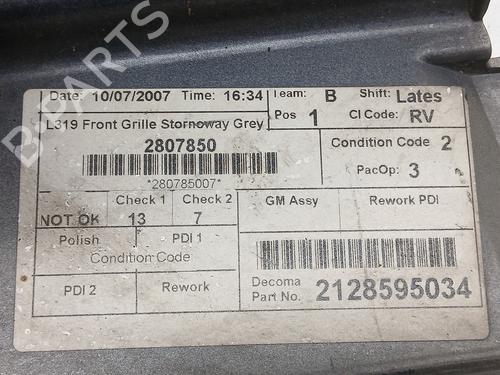 B-PARTS
Date: 10/07/2007 Time: 16:34
Team: B Shift: Lates
Pos 1 CI Code: RV
L319 Front Grille Stornoway Grey
2807850
*280785007*
Condition Code 2
PacOp: 3
Check 1 Check 2
NOT OK 13 7
GM Assy Rework PDI
Polish PDI 1
Condition Code
PDI 2 Rework
Decoma
Part No. 2128595034